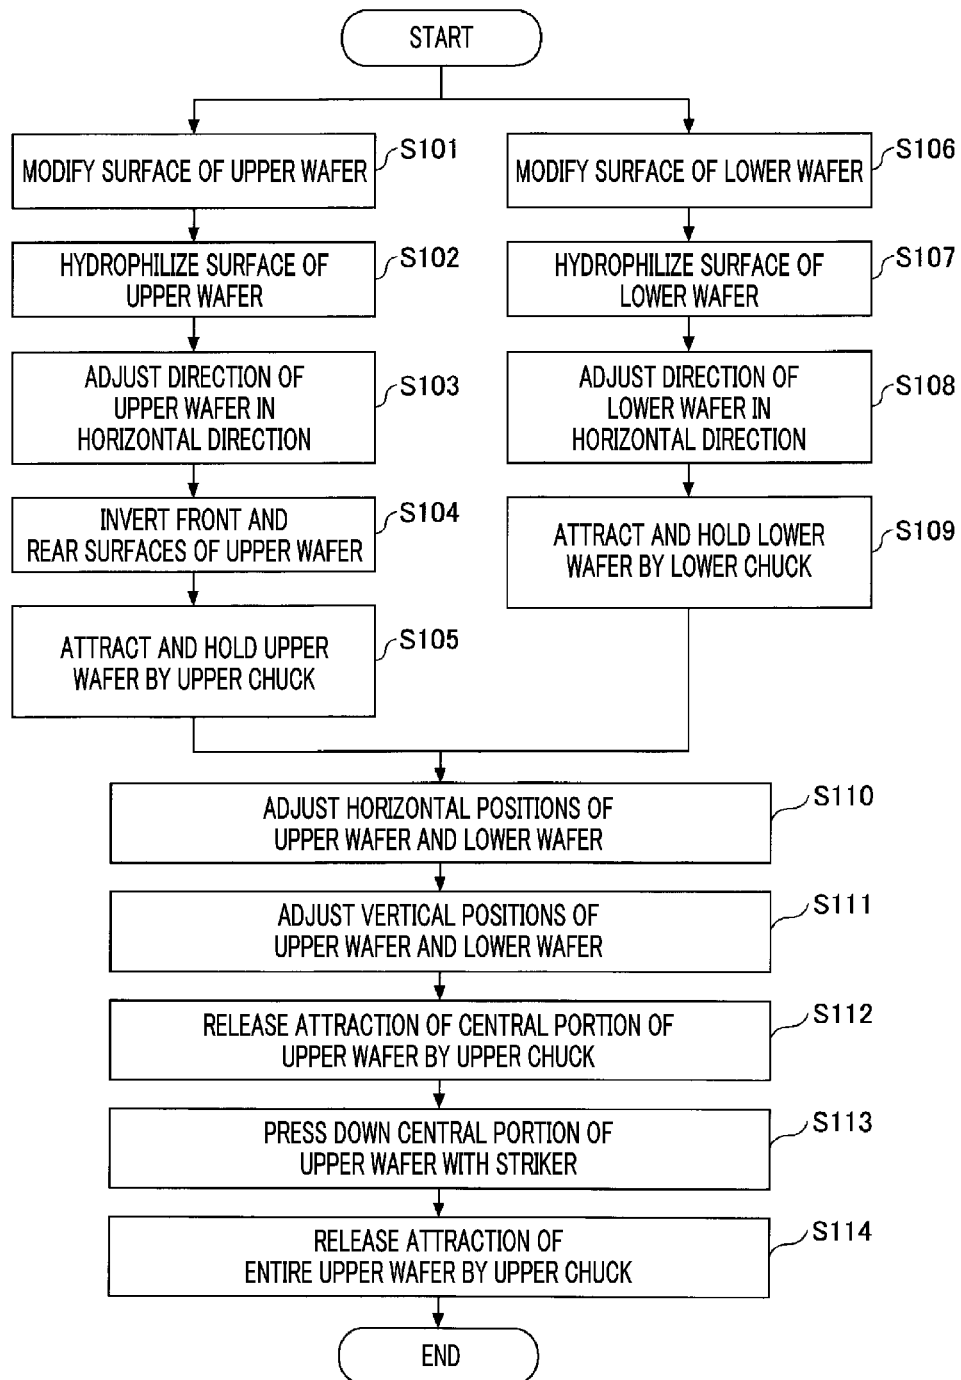 START
MODIFY SURFACE OF UPPER WAFER
S101
HYDROPHILIZE SURFACE OF
UPPER WAFER
S102
ADJUST DIRECTION OF
UPPER WAFER IN
HORIZONTAL DIRECTION
S103
INVERT FRONT AND
REAR SURFACES OF UPPER WAFER
S104
ATTRACT AND HOLD UPPER
WAFER BY UPPER CHUCK
S105
MODIFY SURFACE OF LOWER WAFER
S106
HYDROPHILIZE SURFACE OF
LOWER WAFER
S107
ADJUST DIRECTION OF
LOWER WAFER IN
HORIZONTAL DIRECTION
S108
ATTRACT AND HOLD LOWER
WAFER BY LOWER CHUCK
S109
ADJUST HORIZONTAL POSITIONS OF
UPPER WAFER AND LOWER WAFER
S110
ADJUST VERTICAL POSITIONS OF
UPPER WAFER AND LOWER WAFER
S111
RELEASE ATTRACTION OF CENTRAL PORTION OF
UPPER WAFER BY UPPER CHUCK
S112
PRESS DOWN CENTRAL PORTION OF
UPPER WAFER WITH STRIKER
S113
RELEASE ATTRACTION OF
ENTIRE UPPER WAFER BY UPPER CHUCK
S114
END